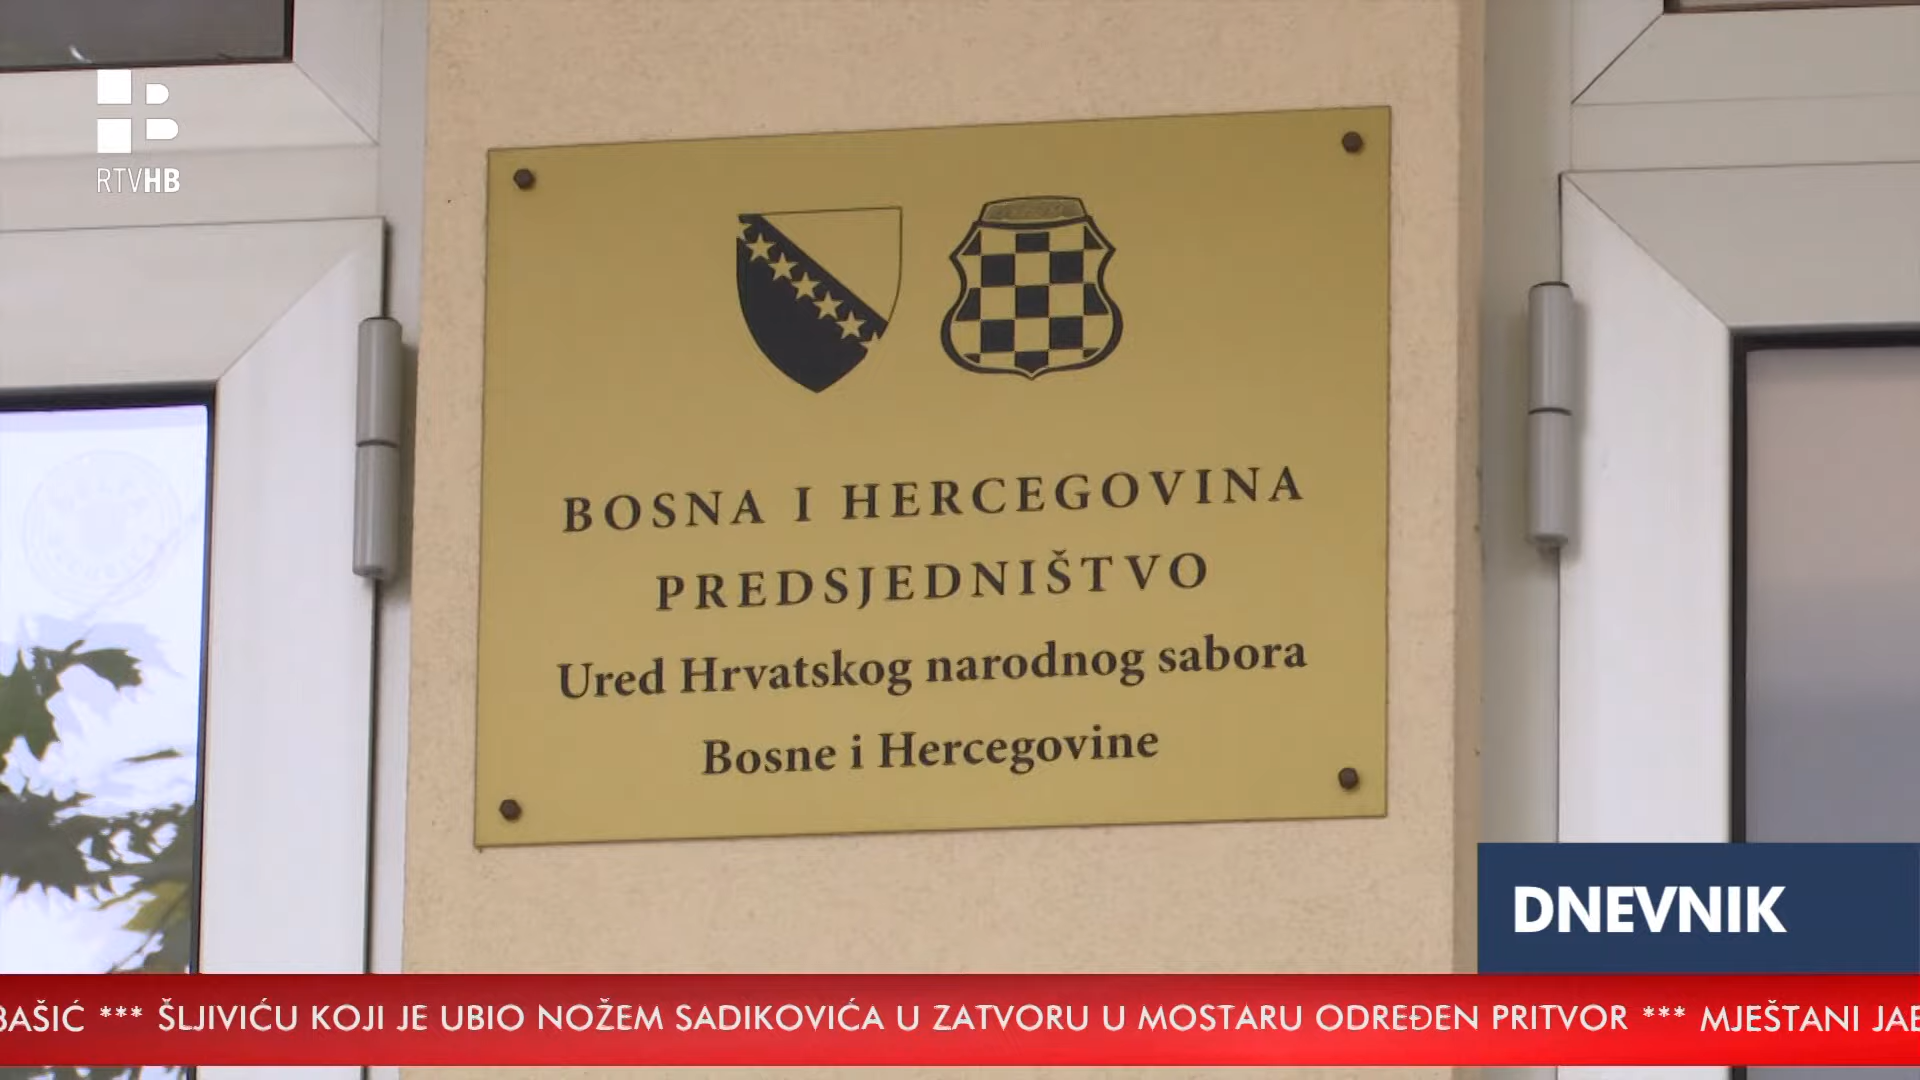 RTVHB
BOSNA I HERCEGOVINA
PREDSJEDNIŠTVO
Ured Hrvatskog narodnog sabora
Bosne i Hercegovine
DNEVNIK
BAŠIĆ *** ŠLJIVIĆU KOJI JE UBIO NOŽEM SADIKOVIĆA U ZATVORU U MOSTARU ODREĐEN PRITVOR *** MJEŠTANI